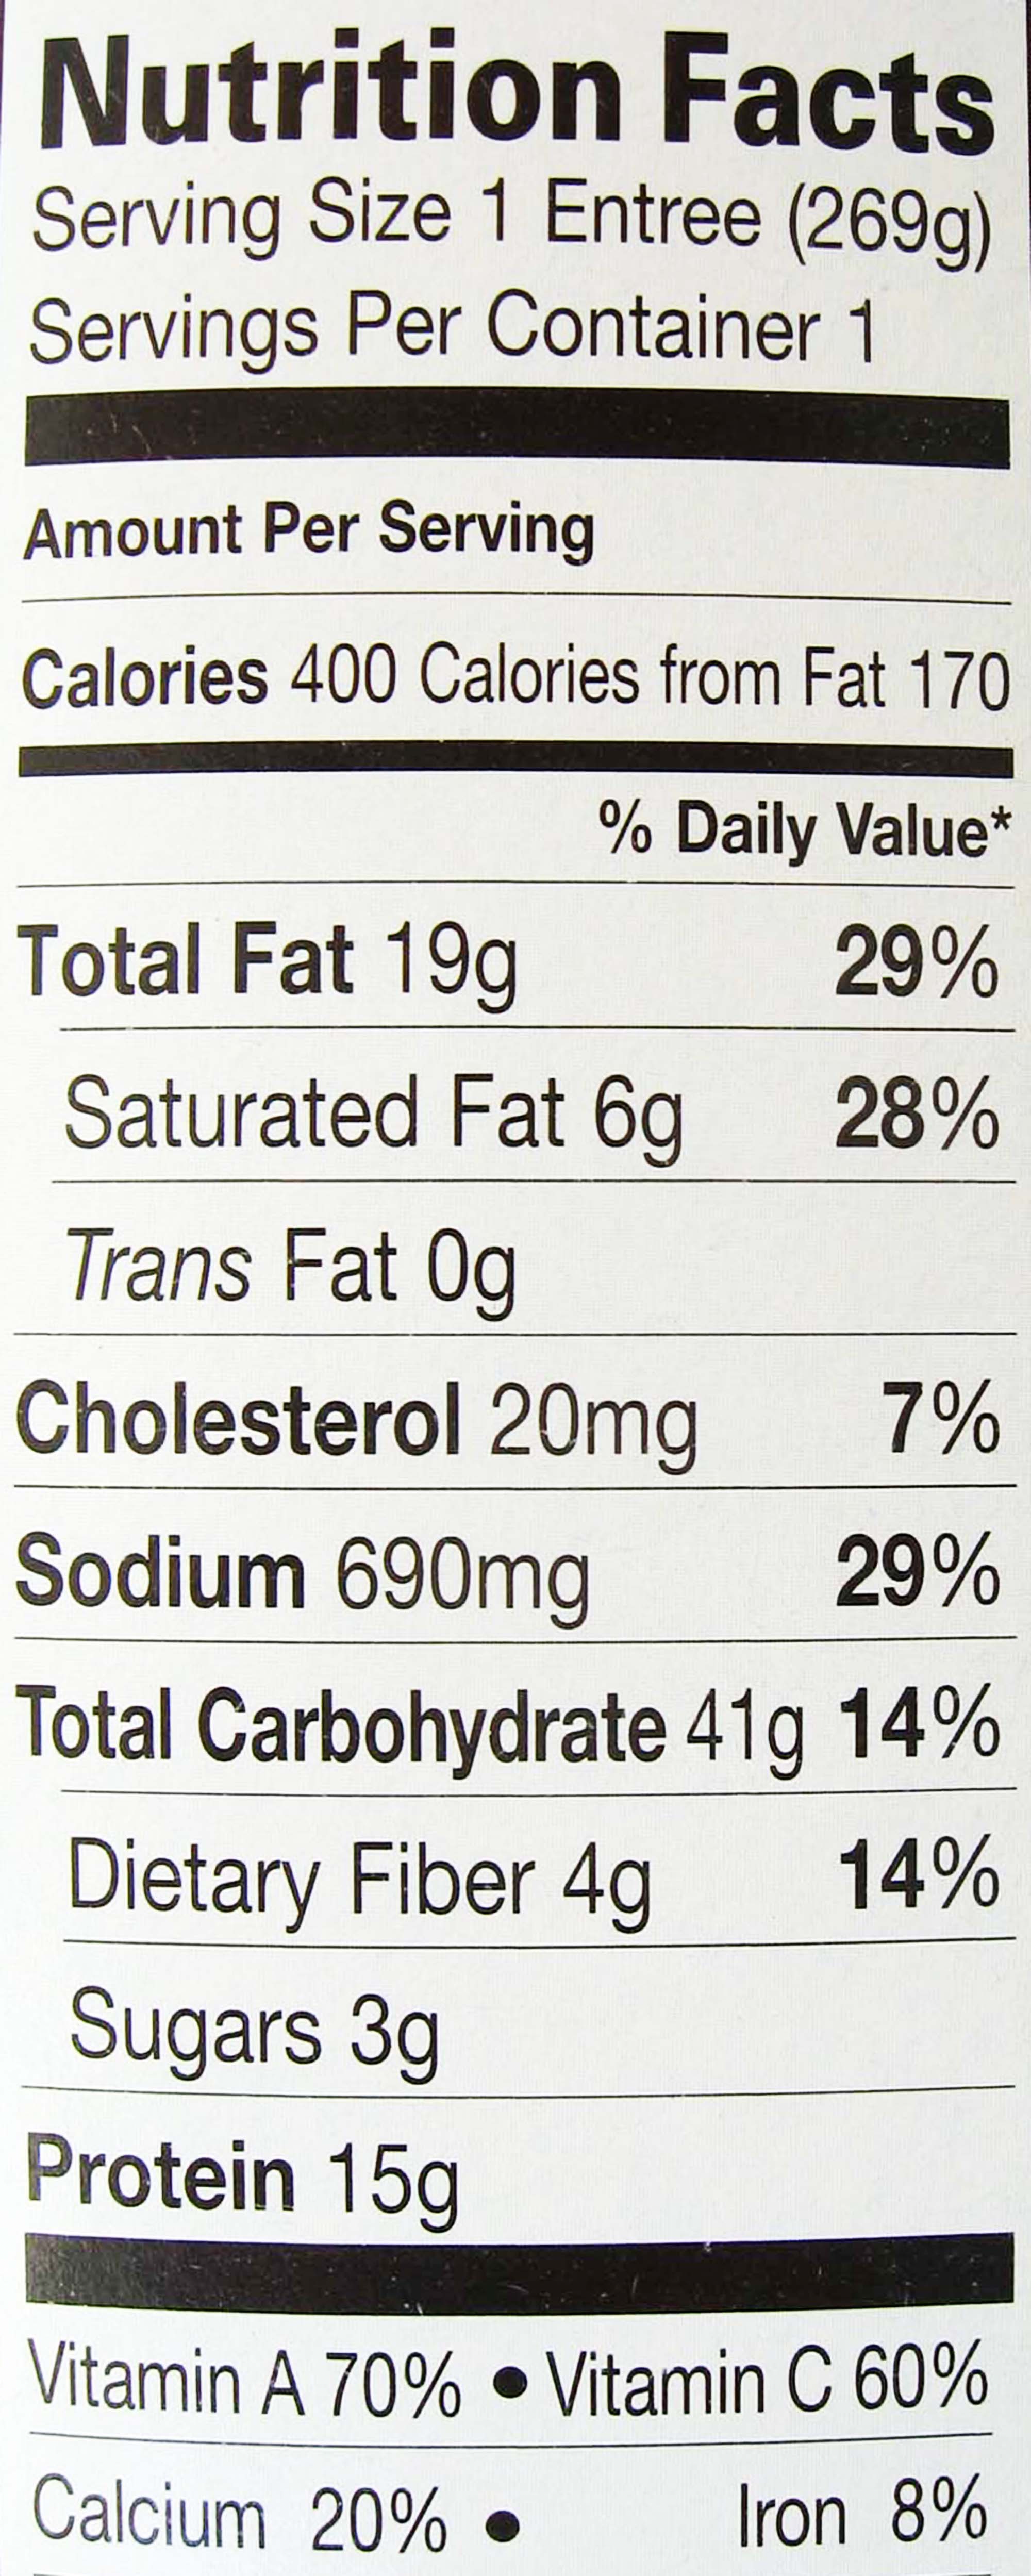 Nutrition Facts
Serving Size 1 Entree (269g)
Servings Per Container 1
Amount Per Serving
Calories 400 Calories from Fat 170
% Daily Value*
Total Fat 19g 29%
Saturated Fat 6g 28%
Trans Fat 0g
Cholesterol 20mg 7%
Sodium 690mg 29%
Total Carbohydrate 41g 14%
Dietary Fiber 4g 14%
Sugars 3g
Protein 15g
Vitamin A 70% • Vitamin C 60%
Calcium 20% • Iron 8%